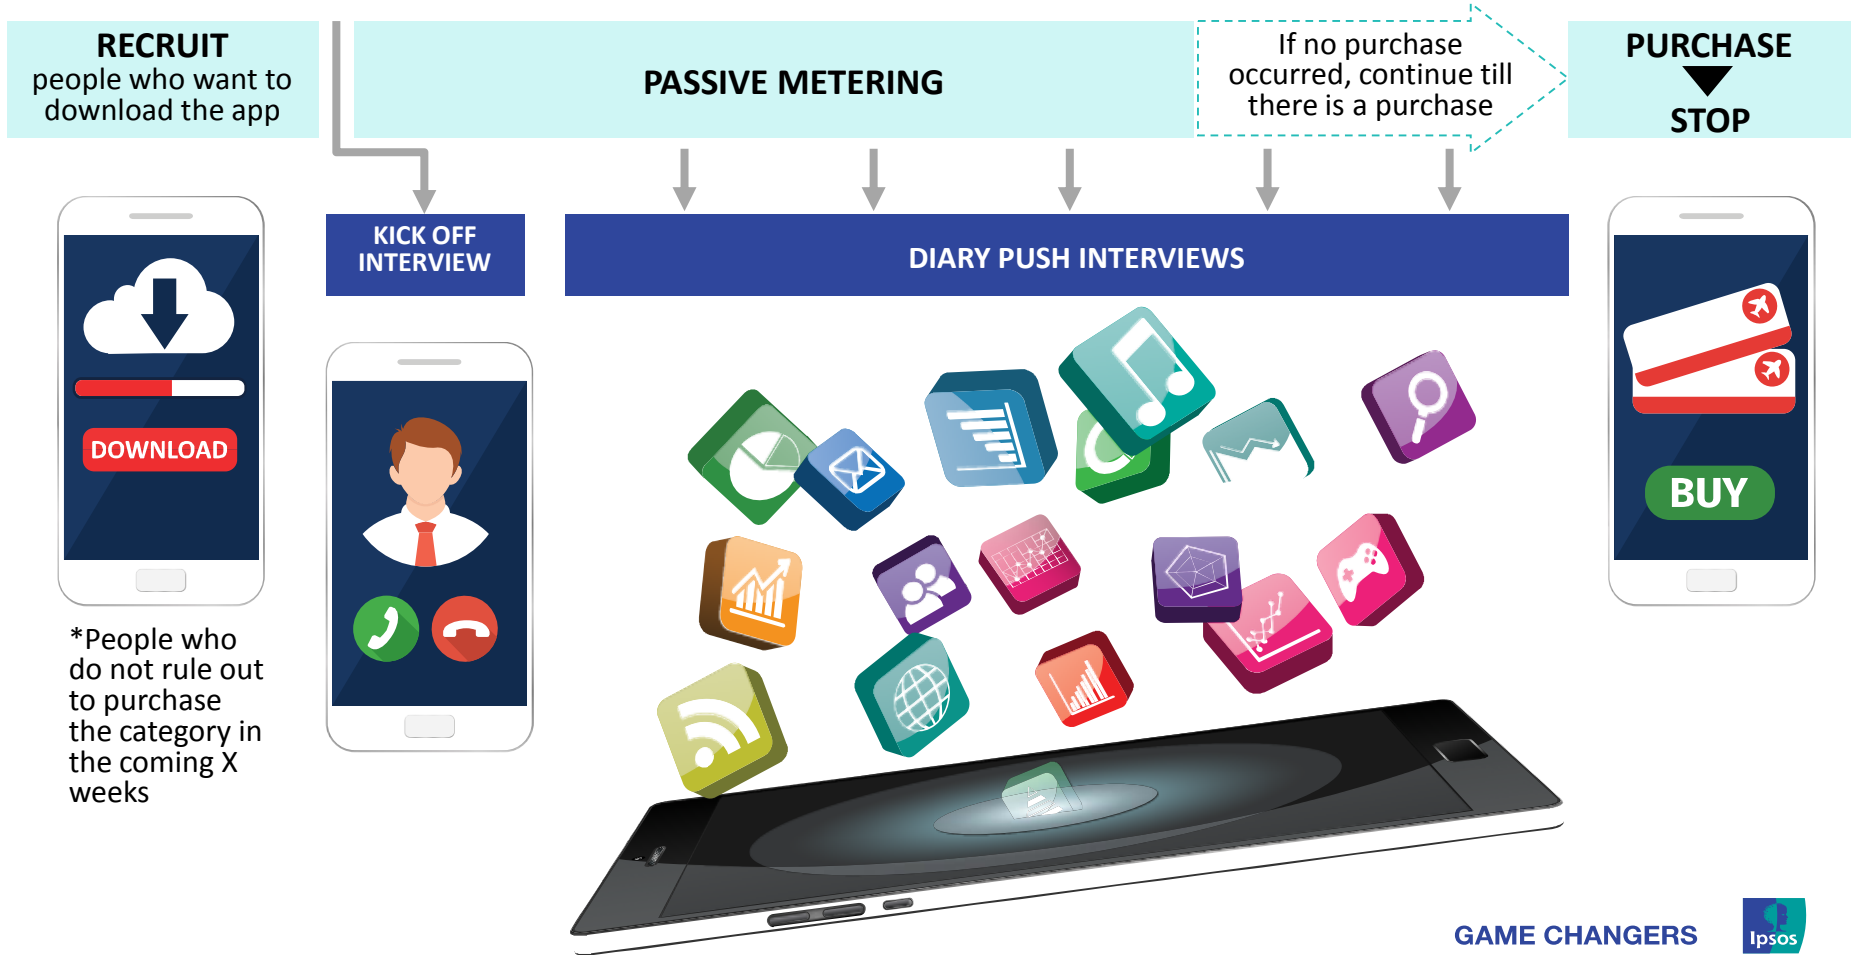 RECRUIT
people who want to
download the app
PASSIVE METERING
If no purchase
occurred, continue till
there is a purchase
PURCHASE
STOP
KICK OFF
INTERVIEW
DIARY PUSH INTERVIEWS
DOWNLOAD
BUY
*People who
do not rule out
to purchase
the category in
the coming X
weeks
GAME CHANGERS
Ipsos